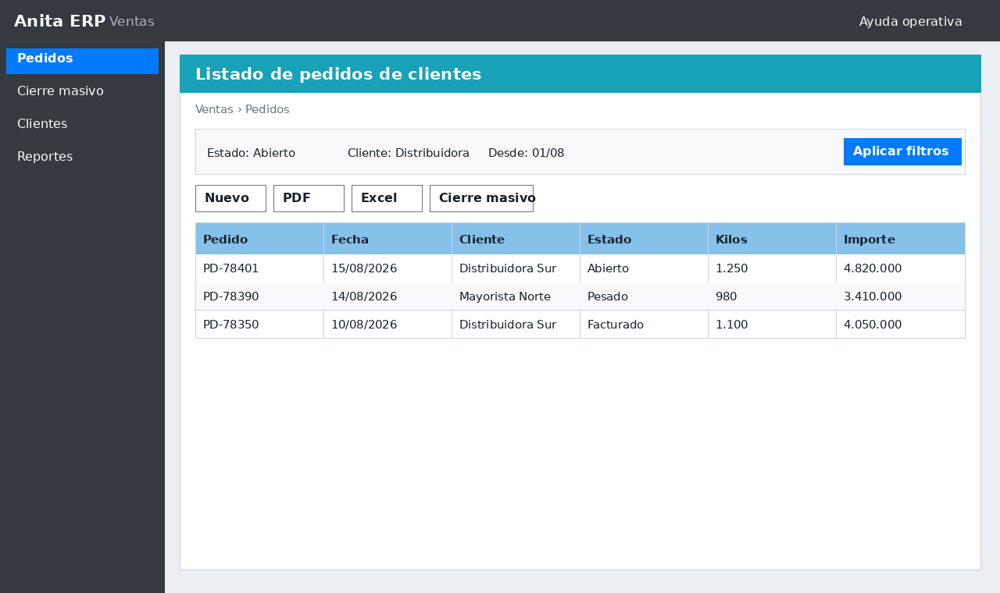 Anita ERP Ventas Ayuda operativa
Pedidos
Cierre masivo
Clientes
Reportes
Listado de pedidos de clientes
Ventas › Pedidos
Estado: Abierto Cliente: Distribuidora Desde: 01/08 Aplicar filtros
Nuevo PDF Excel Cierre masivo
Pedido Fecha Cliente Estado Kilos Importe
PD-78401 15/08/2026 Distribuidora Sur Abierto 1.250 4.820.000
PD-78390 14/08/2026 Mayorista Norte Pesado 980 3.410.000
PD-78350 10/08/2026 Distribuidora Sur Facturado 1.100 4.050.000